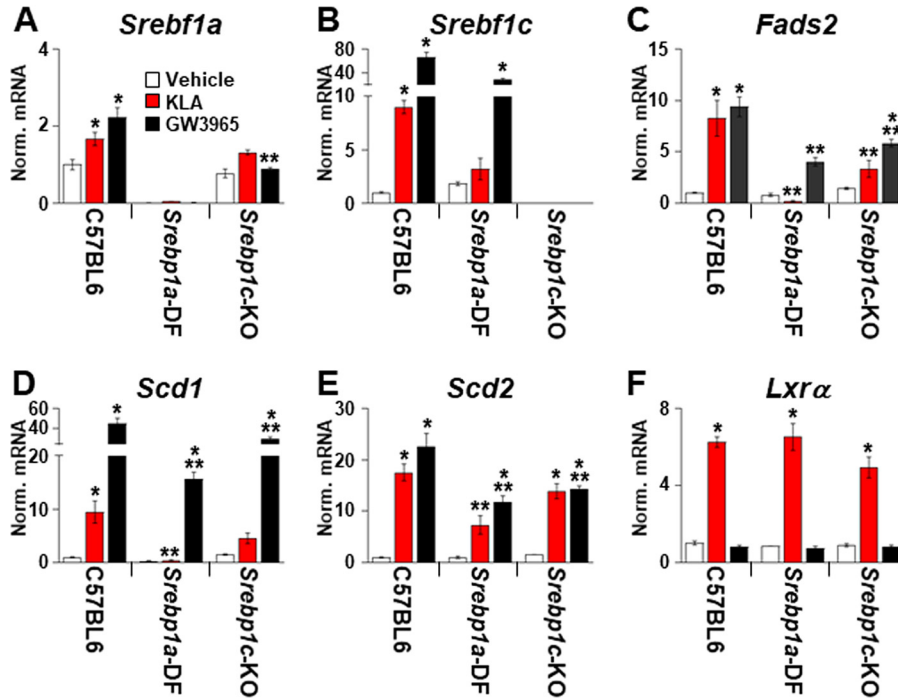 A Srebf1a
Norm. mRNA
4
2
0
Vehicle
KLA
GW3965
*
*
**
C57BL6
Srebp1a-DF
Srebp1c-KO
B Srebf1c
Norm. mRNA
80
40
10
5
0
*
*
*
C57BL6
Srebp1a-DF
Srebp1c-KO
C Fads2
Norm. mRNA
15
10
5
0
*
*
**
**
**
*
**
C57BL6
Srebp1a-DF
Srebp1c-KO
D Scd1
Norm. mRNA
60
40
20
10
0
*
*
**
*
**
*
**
C57BL6
Srebp1a-DF
Srebp1c-KO
E Scd2
Norm. mRNA
30
20
10
0
*
*
**
*
**
*
*
**
C57BL6
Srebp1a-DF
Srebp1c-KO
F Lxrα
Norm. mRNA
8
4
0
*
*
*
C57BL6
Srebp1a-DF
Srebp1c-KO